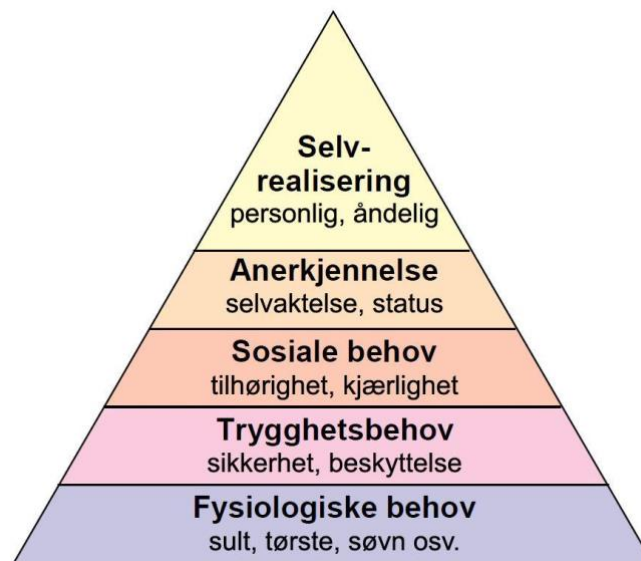 Selv-
realisering
personlig, åndelig
Anerkjennelse
selvaktelse, status
Sosiale behov
tilhørighet, kjærlighet
Trygghetsbehov
sikkerhet, beskyttelse
Fysiologiske behov
sult, tørste, søvn osv.